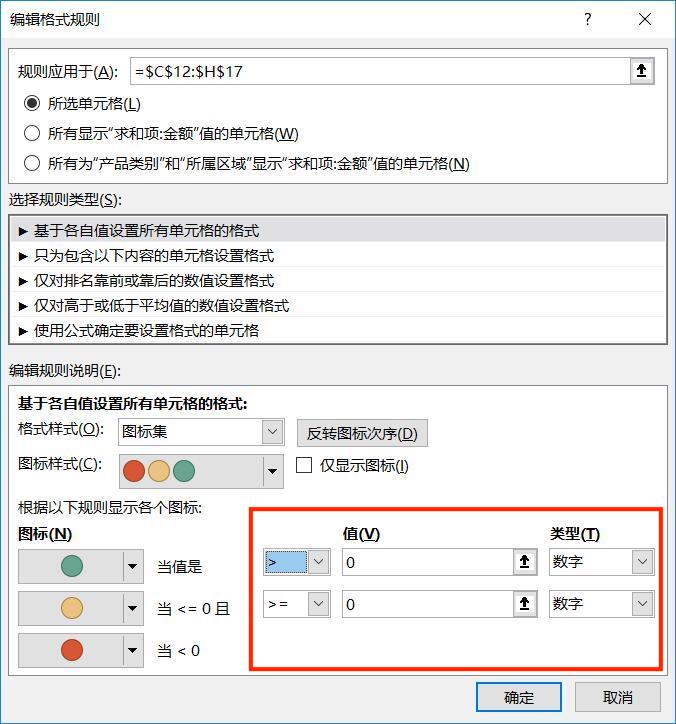 编辑格式规则 ?
规则应用于(A): =$C$12:$H$17
所选单元格(L)
所有显示“求和项:金额”值的单元格(W)
所有为“产品类别”和“所属区域”显示“求和项:金额”值的单元格(N)
选择规则类型(S):
► 基于各自值设置所有单元格的格式
► 只为包含以下内容的单元格设置格式
► 仅对排名靠前或靠后的数值设置格式
► 仅对高于或低于平均值的数值设置格式
► 使用公式确定要设置格式的单元格
编辑规则说明(E):
基于各自值设置所有单元格的格式:
格式样式(O): 图标集 反转图标次序(D)
图标样式(C): 仅显示图标(I)
根据以下规则显示各个图标:
图标(N) 值(V) 类型(T)
当值是 > 0 数字
当 <= 0 且 >= 0 数字
当 < 0
确定 取消